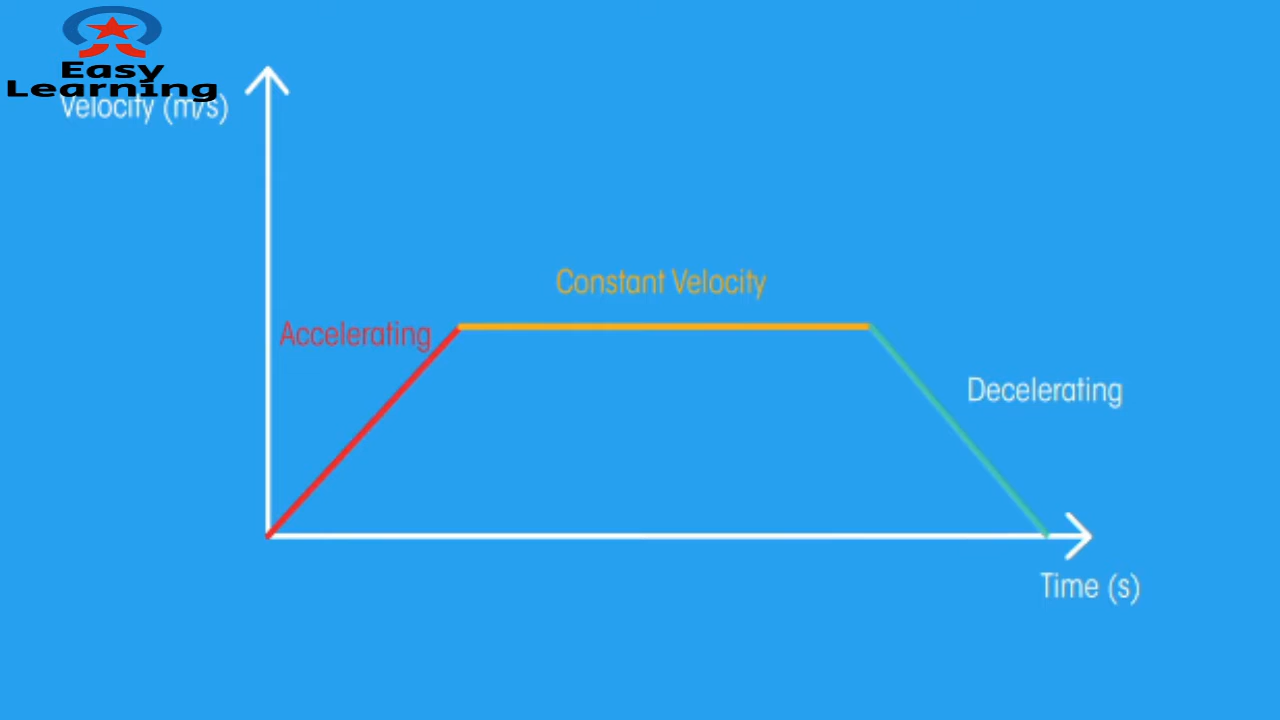 Easy
Learning
Velocity (m/s)
Constant Velocity
Accelerating
Decelerating
Time (s)